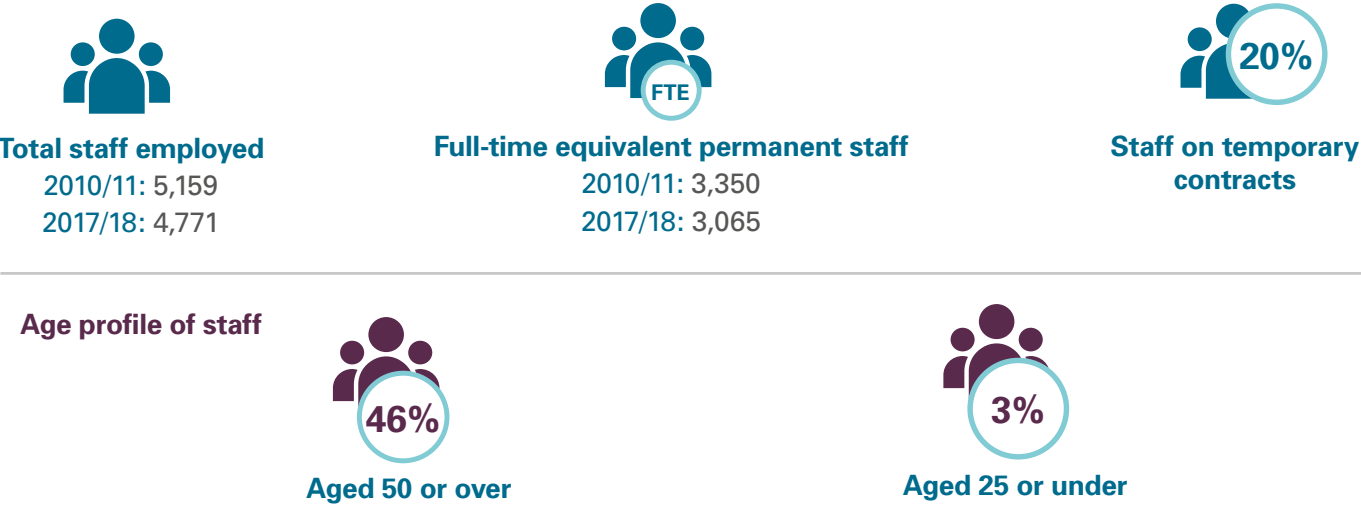 FTE
20%
Total staff employed
2010/11: 5,159
2017/18: 4,771
Full-time equivalent permanent staff
2010/11: 3,350
2017/18: 3,065
Staff on temporary
contracts
Age profile of staff
46%
Aged 50 or over
3%
Aged 25 or under